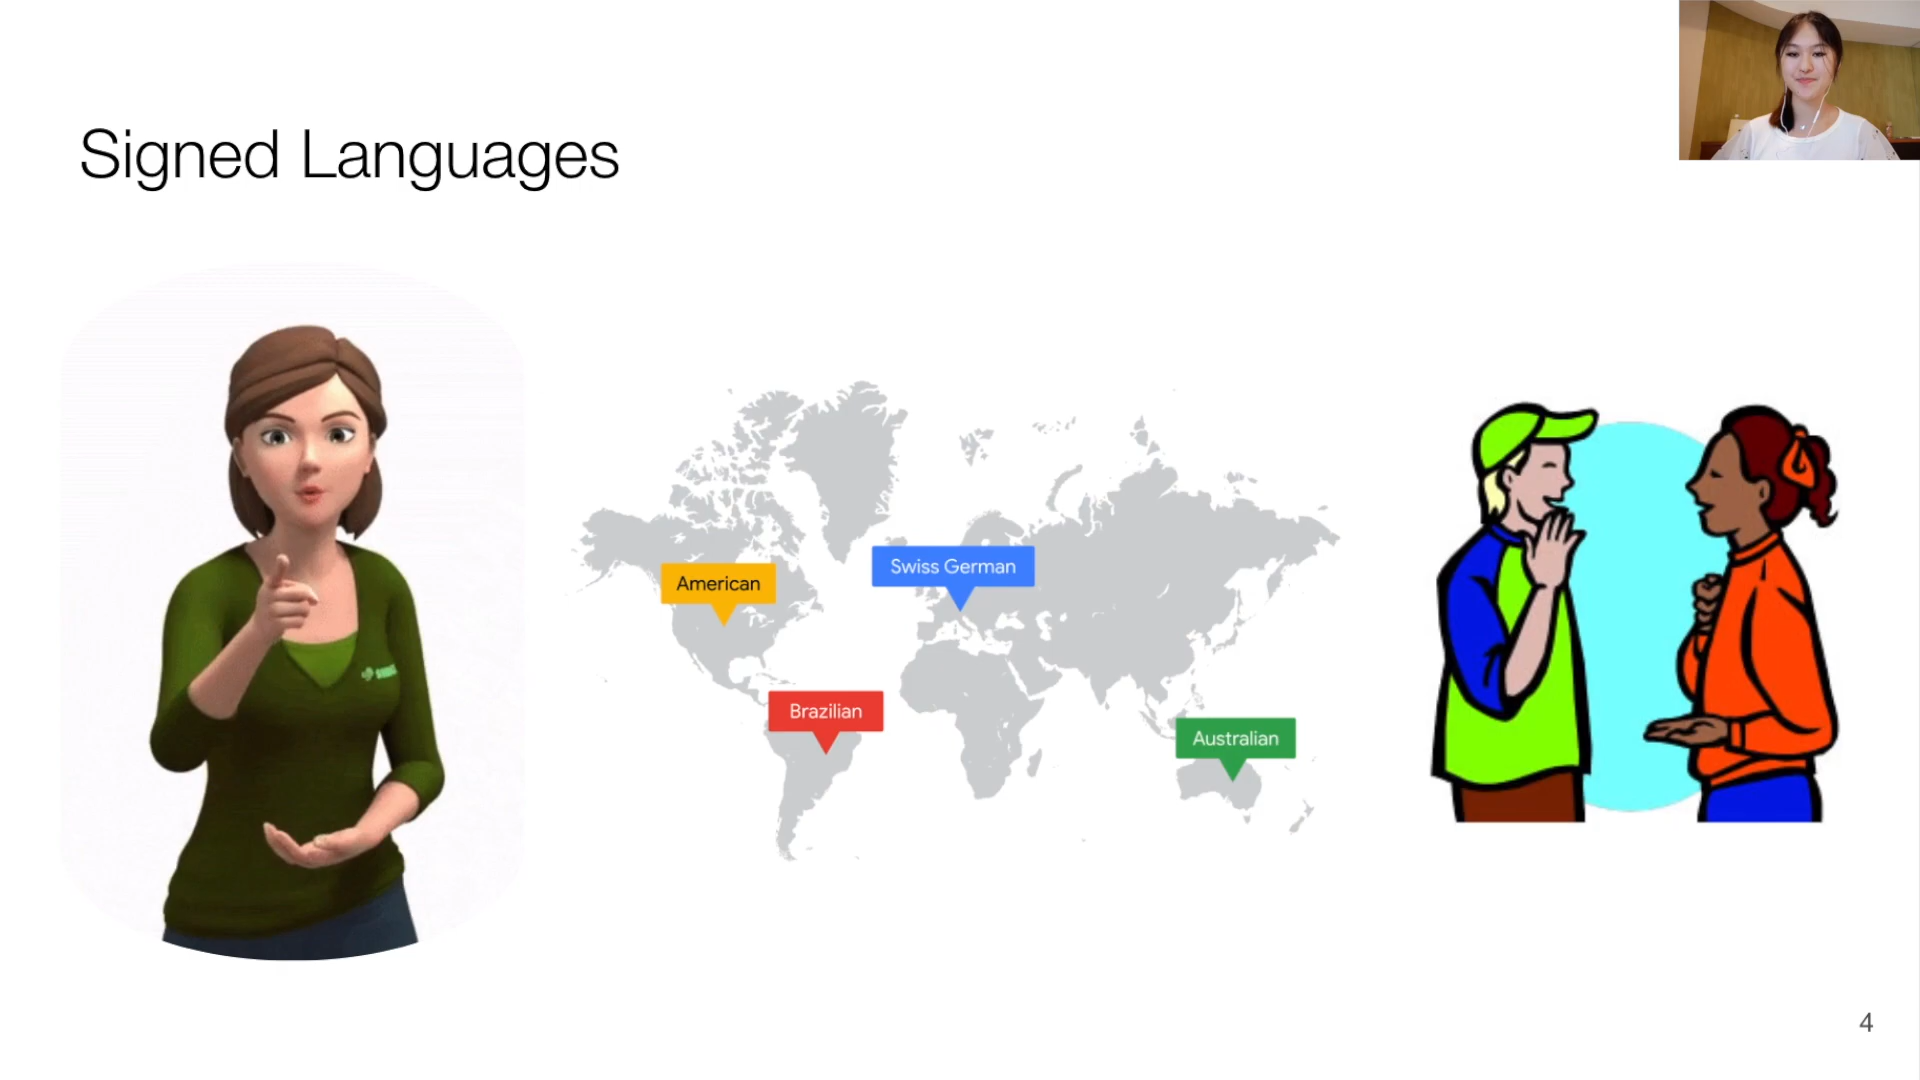 Signed Languages
American
Swiss German
Brazilian
Australian
4